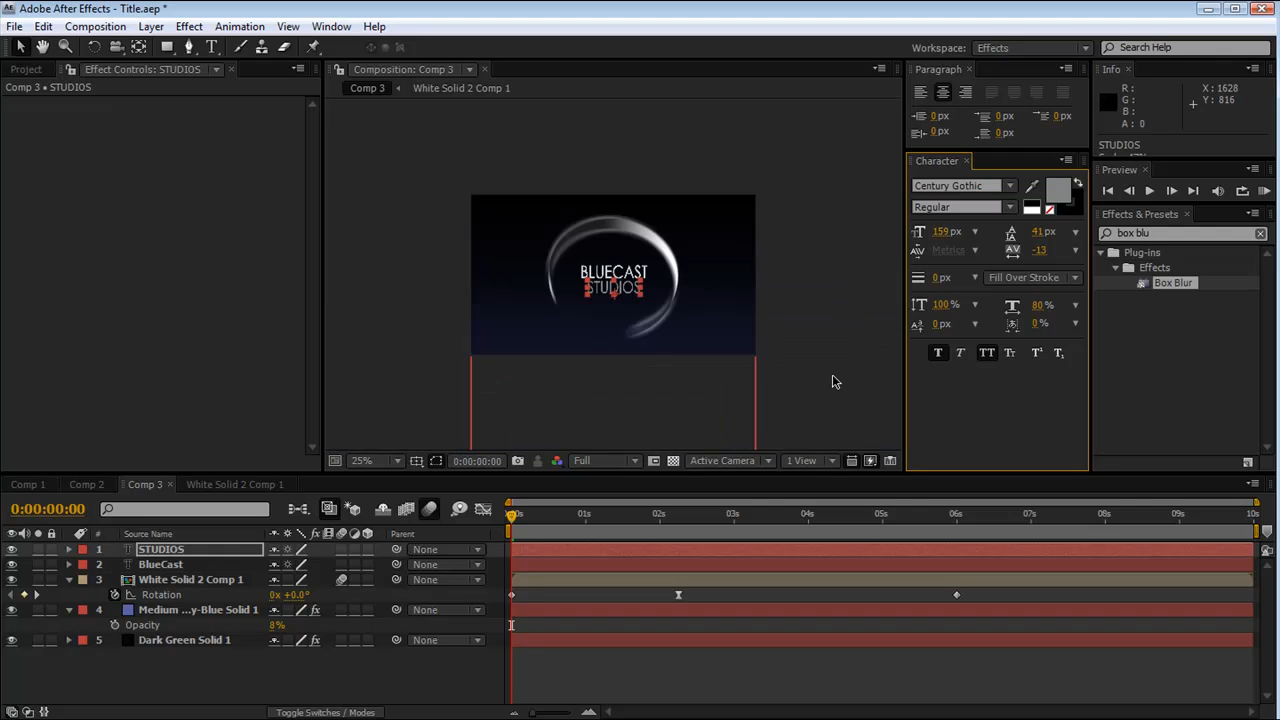 Adobe After Effects - Title.aep *
File Edit Composition Layer Effect Animation View Window Help
Workspace: Effects Search Help
Project Effect Controls: STUDIOS Composition: Comp 3 Paragraph Info
Comp 3 • STUDIOS Comp 3 White Solid 2 Comp 1
R : X : 1628
G : Y : 816
B :
A : 0
0 px 0 px 0 px
0 px 0 px
STUDIOS
Character
Preview
Century Gothic
Regular
Effects & Presets
159 px 41 px
box blu
Metrics -13
Plug-ins
Effects
Box Blur
0 px Fill Over Stroke
100 % 80 %
0 px 0 %
T T TT Tr T¹ T₁
BLUECAST
STUDIOS
25% 0:00:00:00 Full Active Camera 1 View
Comp 1 Comp 2 Comp 3 White Solid 2 Comp 1
0:00:00:00 01s 02s 03s 04s 05s 06s 07s 08s 09s 10s
# Source Name Parent
1 T STUDIOS None
2 T BlueCast None
3 White Solid 2 Comp 1 None
Rotation 0x +0.0°
4 Medium ...y-Blue Solid 1 fx None
Opacity 8%
5 Dark Green Solid 1 fx None
Toggle Switches / Modes